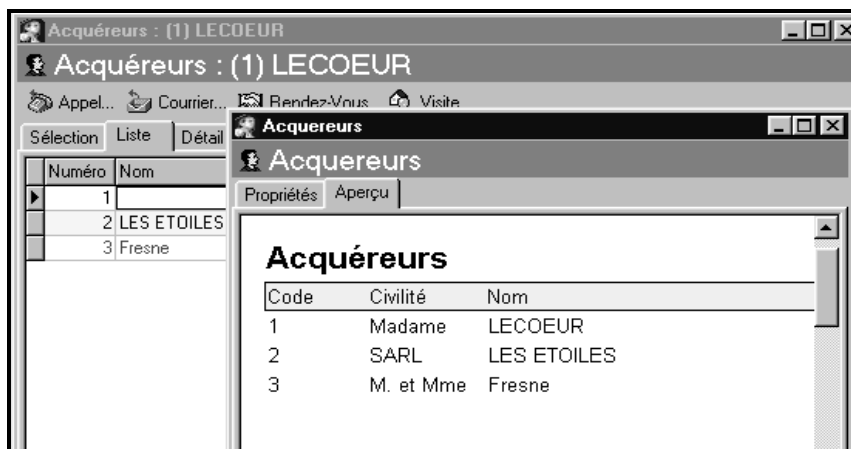 Acquéreurs : (1) LECOEUR
Acquéreurs : (1) LECOEUR
Appel... Courrier... Rendez-Vous Visite
Sélection Liste Détail
Numéro Nom
1
2 LES ETOILES
3 Fresne
Acquereurs
Acquereurs
Propriétés Aperçu
Acquéreurs
Code Civilité Nom
1 Madame LECOEUR
2 SARL LES ETOILES
3 M. et Mme Fresne